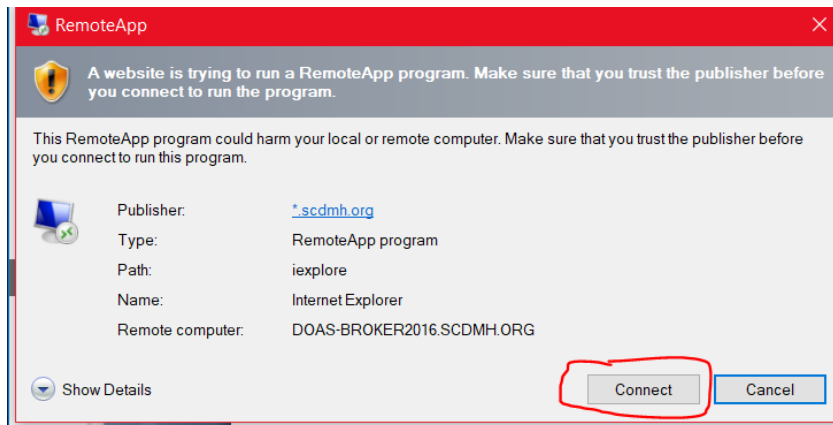 RemoteApp
A website is trying to run a RemoteApp program. Make sure that you trust the publisher before
you connect to run the program.
This RemoteApp program could harm your local or remote computer. Make sure that you trust the publisher before
you connect to run this program.
Publisher: *.scdmh.org
Type: RemoteApp program
Path: iexplore
Name: Internet Explorer
Remote computer: DOAS-BROKER2016.SCDMH.ORG
Show Details Connect Cancel